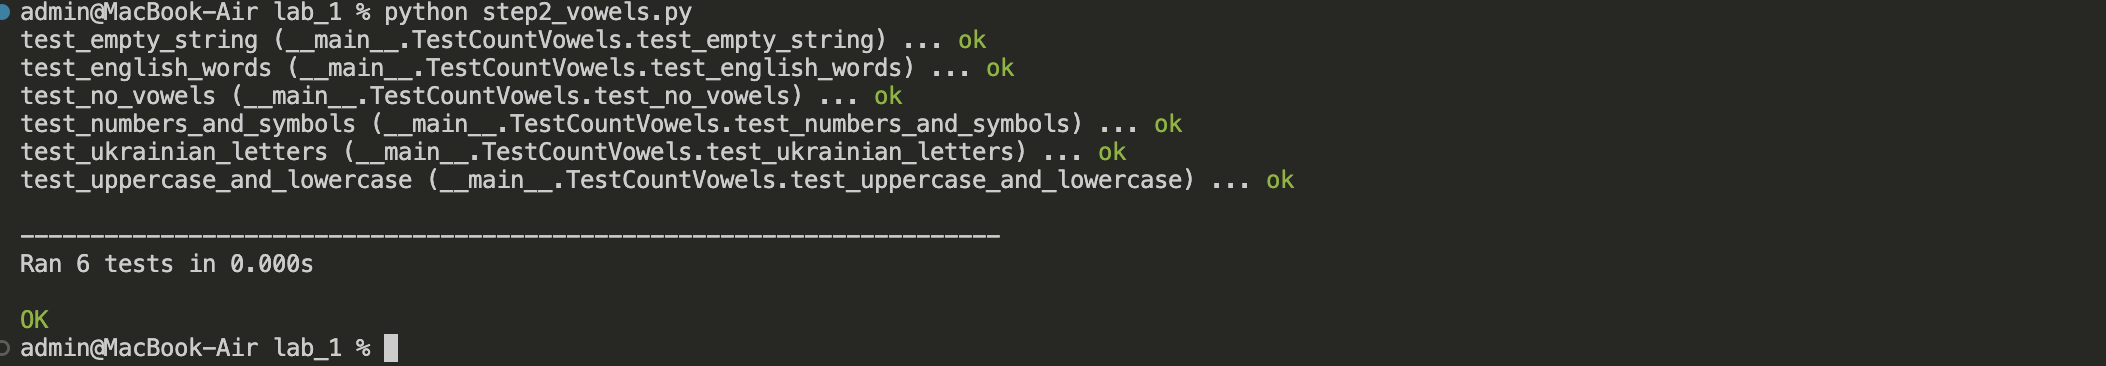 admin@MacBook-Air lab_1 % python step2_vowels.py
test_empty_string (__main__.TestCountVowels.test_empty_string) ... ok
test_english_words (__main__.TestCountVowels.test_english_words) ... ok
test_no_vowels (__main__.TestCountVowels.test_no_vowels) ... ok
test_numbers_and_symbols (__main__.TestCountVowels.test_numbers_and_symbols) ... ok
test_ukrainian_letters (__main__.TestCountVowels.test_ukrainian_letters) ... ok
test_uppercase_and_lowercase (__main__.TestCountVowels.test_uppercase_and_lowercase) ... ok
----------------------------------------------------------------------
Ran 6 tests in 0.000s
OK
admin@MacBook-Air lab_1 %